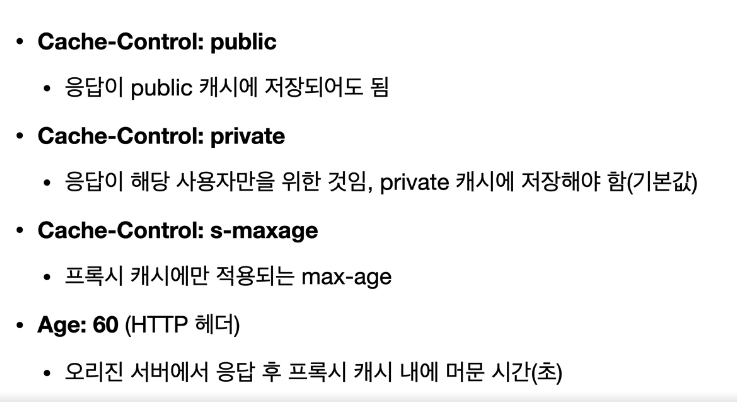 • Cache-Control: public
• 응답이 public 캐시에 저장되어도 됨
• Cache-Control: private
• 응답이 해당 사용자만을 위한 것임, private 캐시에 저장해야 함(기본값)
• Cache-Control: s-maxage
• 프록시 캐시에만 적용되는 max-age
• Age: 60 (HTTP 헤더)
• 오리진 서버에서 응답 후 프록시 캐시 내에 머문 시간(초)